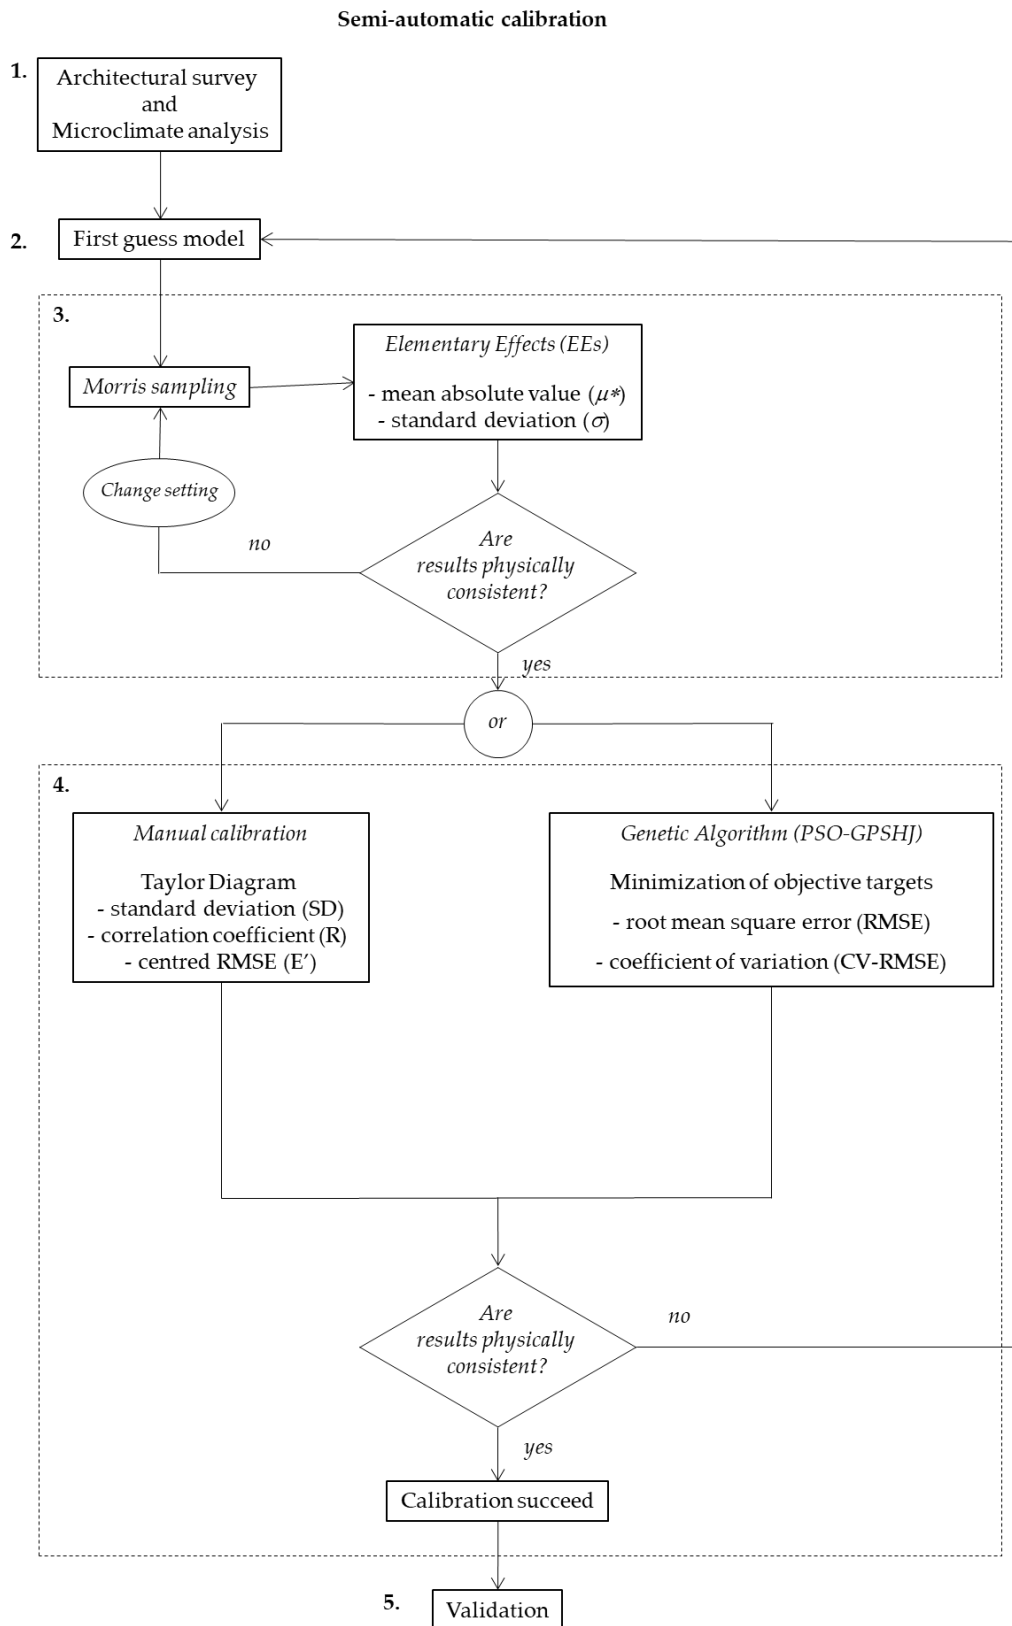 Semi-automatic calibration
1.
Architectural survey
and
Microclimate analysis
2.
First guess model
3.
Morris sampling
Elementary Effects (EEs)
- mean absolute value (μ*)
- standard deviation (σ)
Change setting
no
Are
results physically
consistent?
yes
or
4.
Manual calibration
Taylor Diagram
- standard deviation (SD)
- correlation coefficient (R)
- centred RMSE (E’)
Genetic Algorithm (PSO-GPSHJ)
Minimization of objective targets
- root mean square error (RMSE)
- coefficient of variation (CV-RMSE)
Are
results physically
consistent?
no
yes
Calibration succeed
5.
Validation